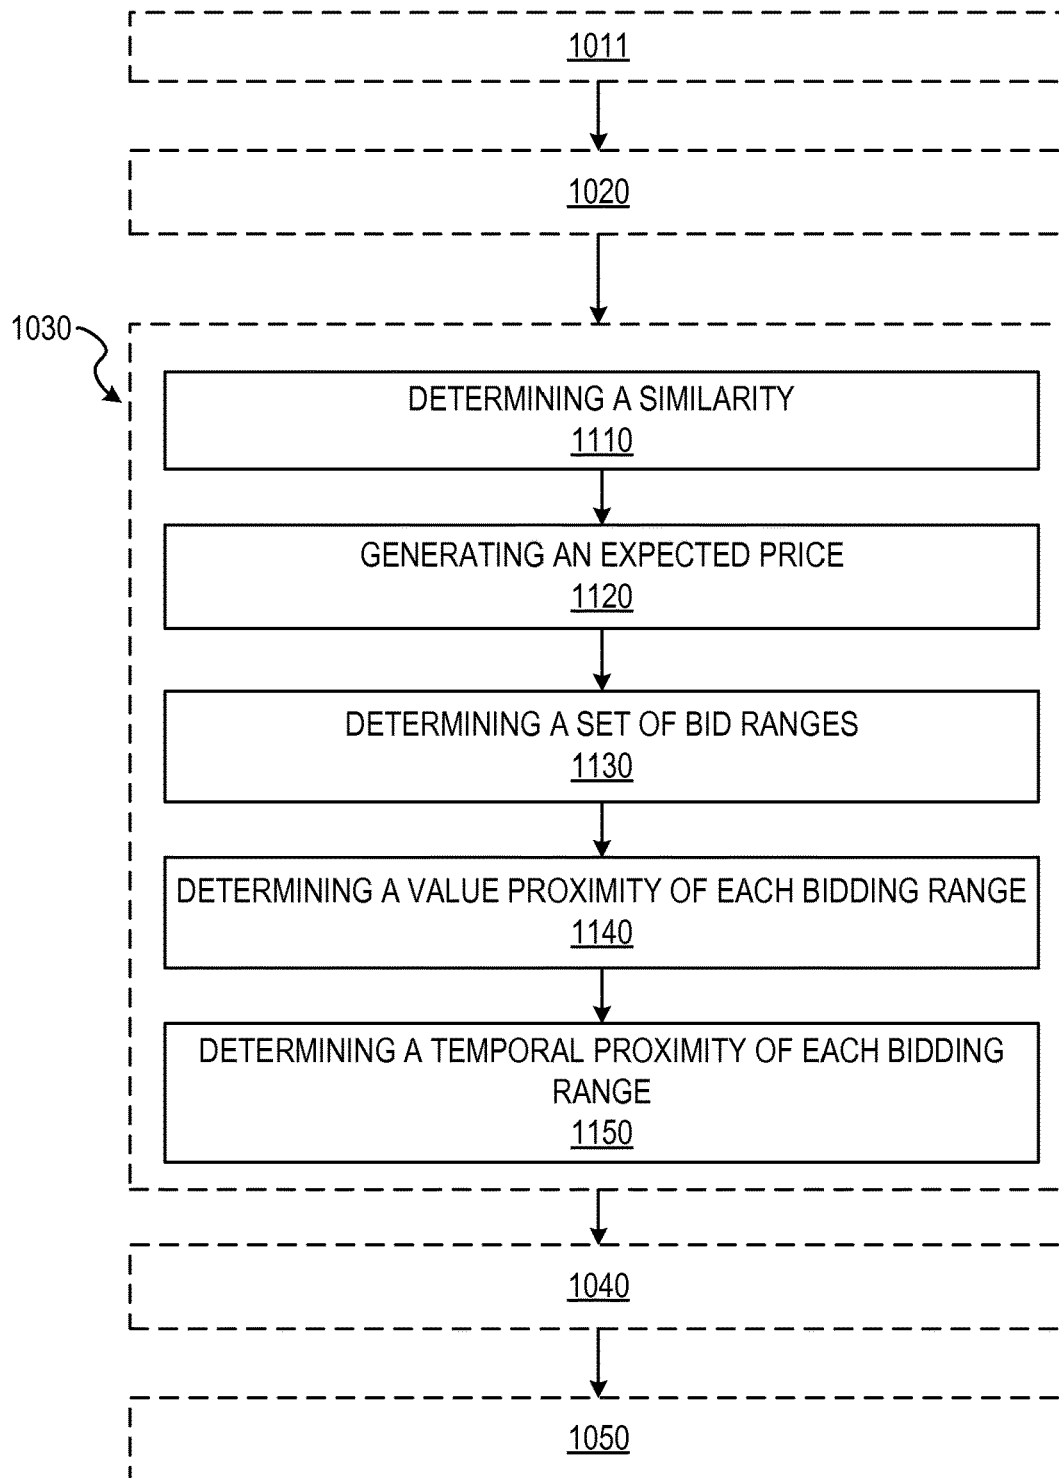 1011
1020
1030
DETERMINING A SIMILARITY
1110
GENERATING AN EXPECTED PRICE
1120
DETERMINING A SET OF BID RANGES
1130
DETERMINING A VALUE PROXIMITY OF EACH BIDDING RANGE
1140
DETERMINING A TEMPORAL PROXIMITY OF EACH BIDDING
RANGE
1150
1040
1050